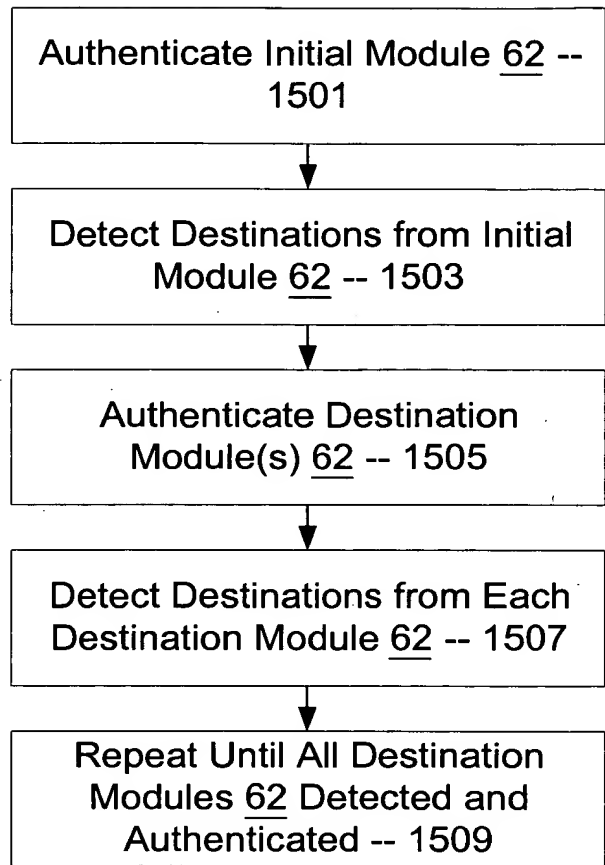 Authenticate Initial Module 62 --
1501
Detect Destinations from Initial
Module 62 -- 1503
Authenticate Destination
Module(s) 62 -- 1505
Detect Destinations from Each
Destination Module 62 -- 1507
Repeat Until All Destination
Modules 62 Detected and
Authenticated -- 1509